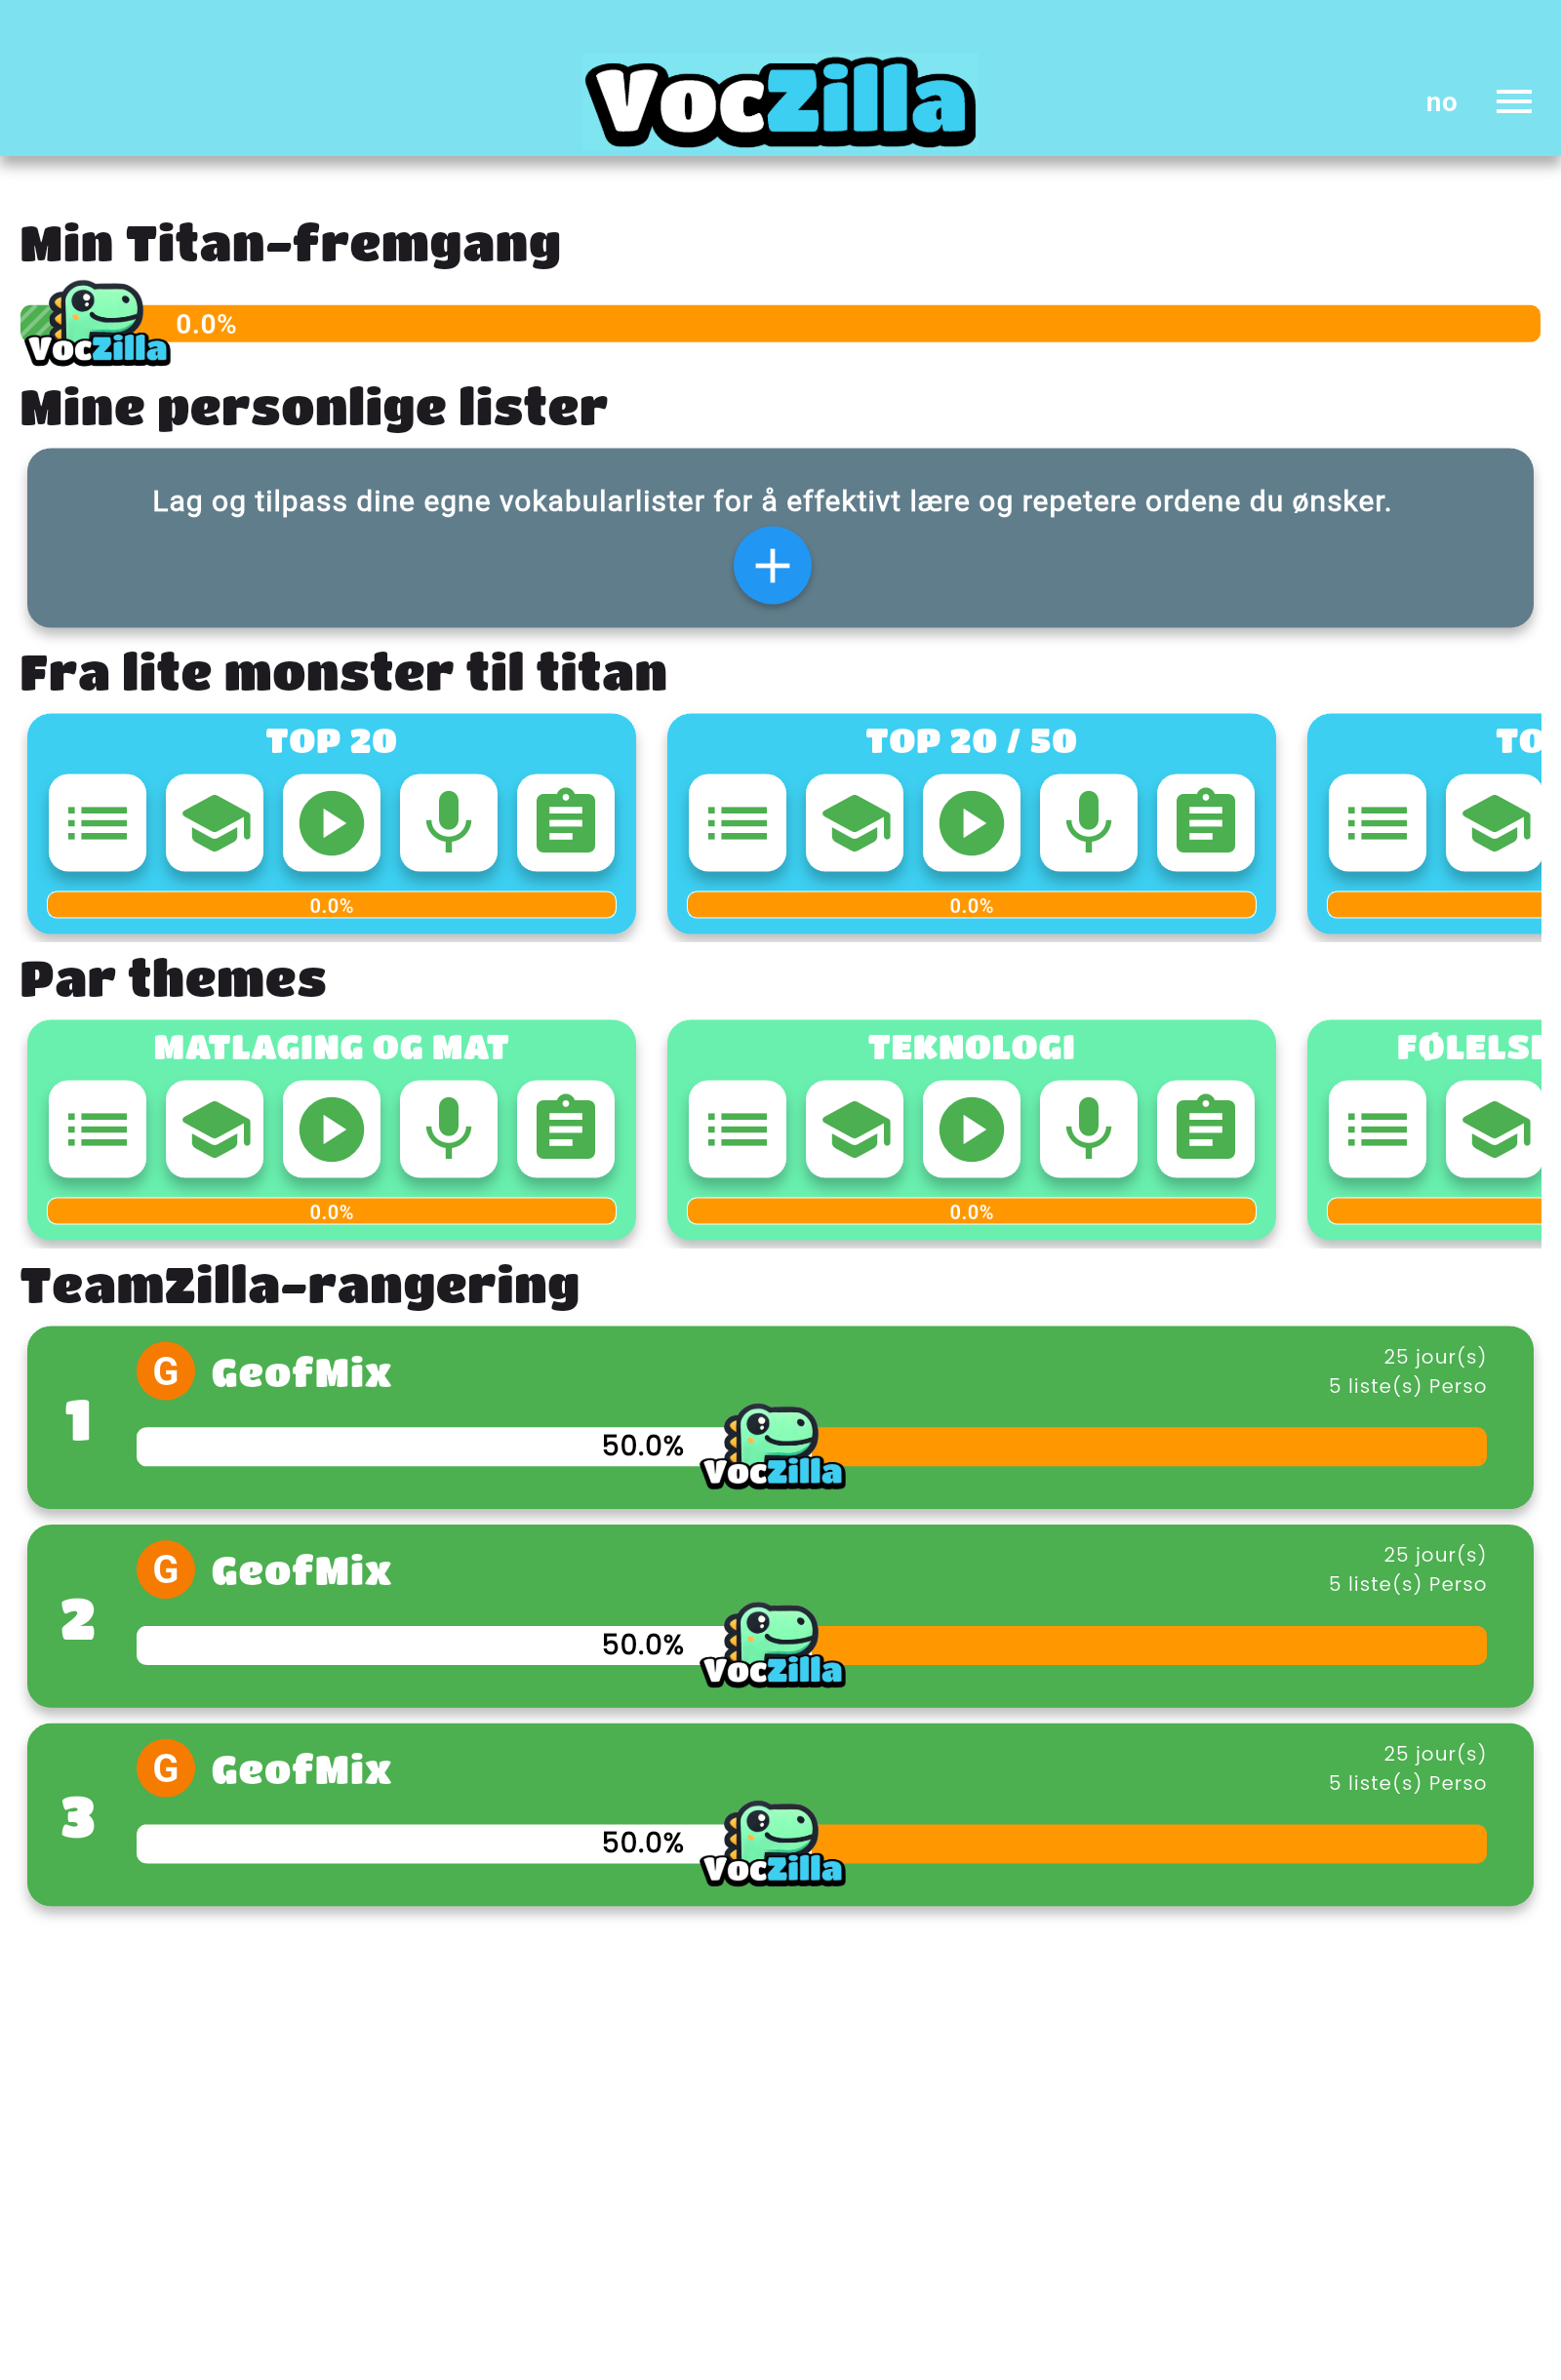 VocZilla
no
Min Titan-fremgang
0.0%
VocZilla
Mine personlige lister
Lag og tilpass dine egne vokabularlister for å effektivt lære og repetere ordene du ønsker.
Fra lite monster til titan
TOP 20
TOP 20 / 50
TO
0.0%
0.0%
Par themes
MATLAGING OG MAT
TEKNOLOGI
FØLELS
0.0%
0.0%
TeamZilla-rangering
1
G
GeofMix
25 jour(s)
5 liste(s) Perso
50.0%
VocZilla
2
G
GeofMix
25 jour(s)
5 liste(s) Perso
50.0%
VocZilla
3
G
GeofMix
25 jour(s)
5 liste(s) Perso
50.0%
VocZilla